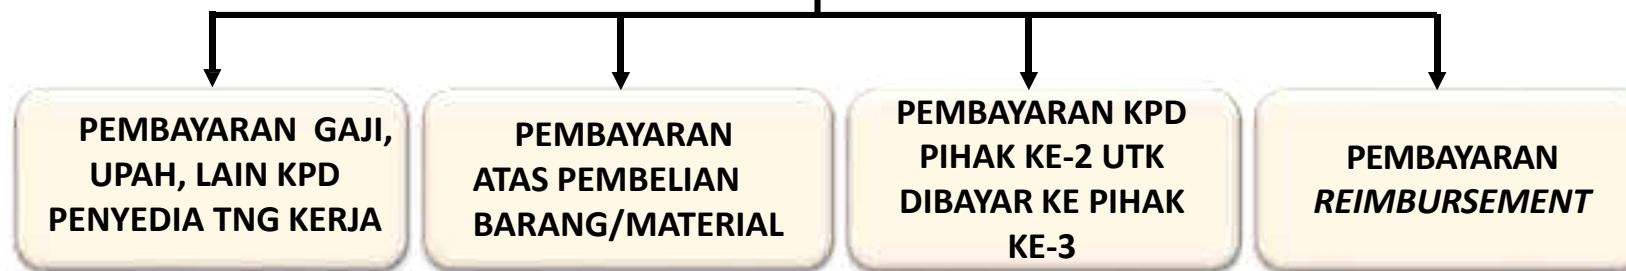 PEMBAYARAN GAJI,
UPAH, LAIN KPD
PENYEDIA TNG KERJA
PEMBAYARAN
ATAS PEMBELIAN
BARANG/MATERIAL
PEMBAYARAN KPD
PIHAK KE-2 UTK
DIBAYAR KE PIHAK
KE-3
PEMBAYARAN
REIMBURSEMENT